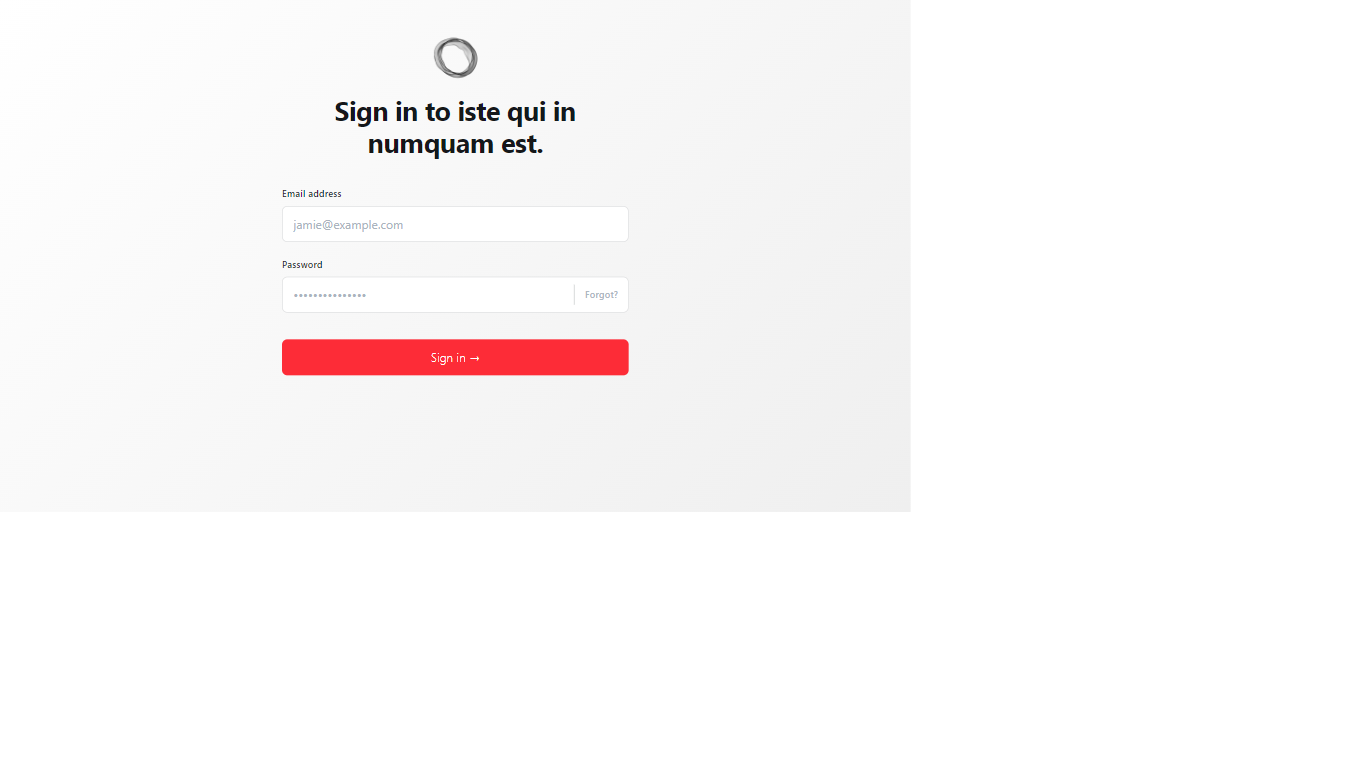 Sign in to iste qui in
numquam est.
Email address
jamie@example.com
Password
•••••••••••••••
Forgot?
Sign in →